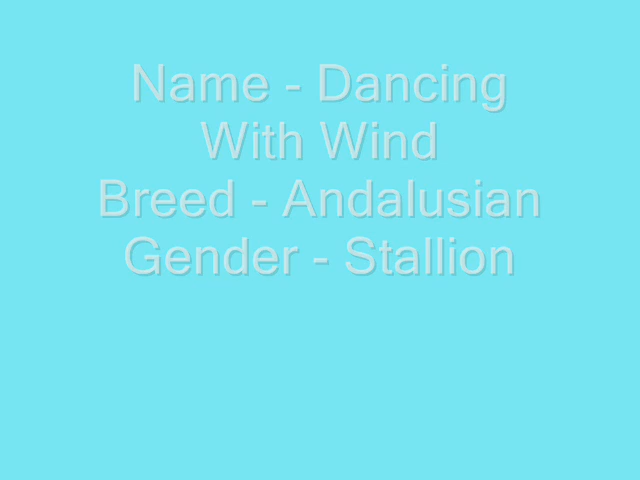 Name - Dancing
With Wind
Breed - Andalusian
Gender - Stallion